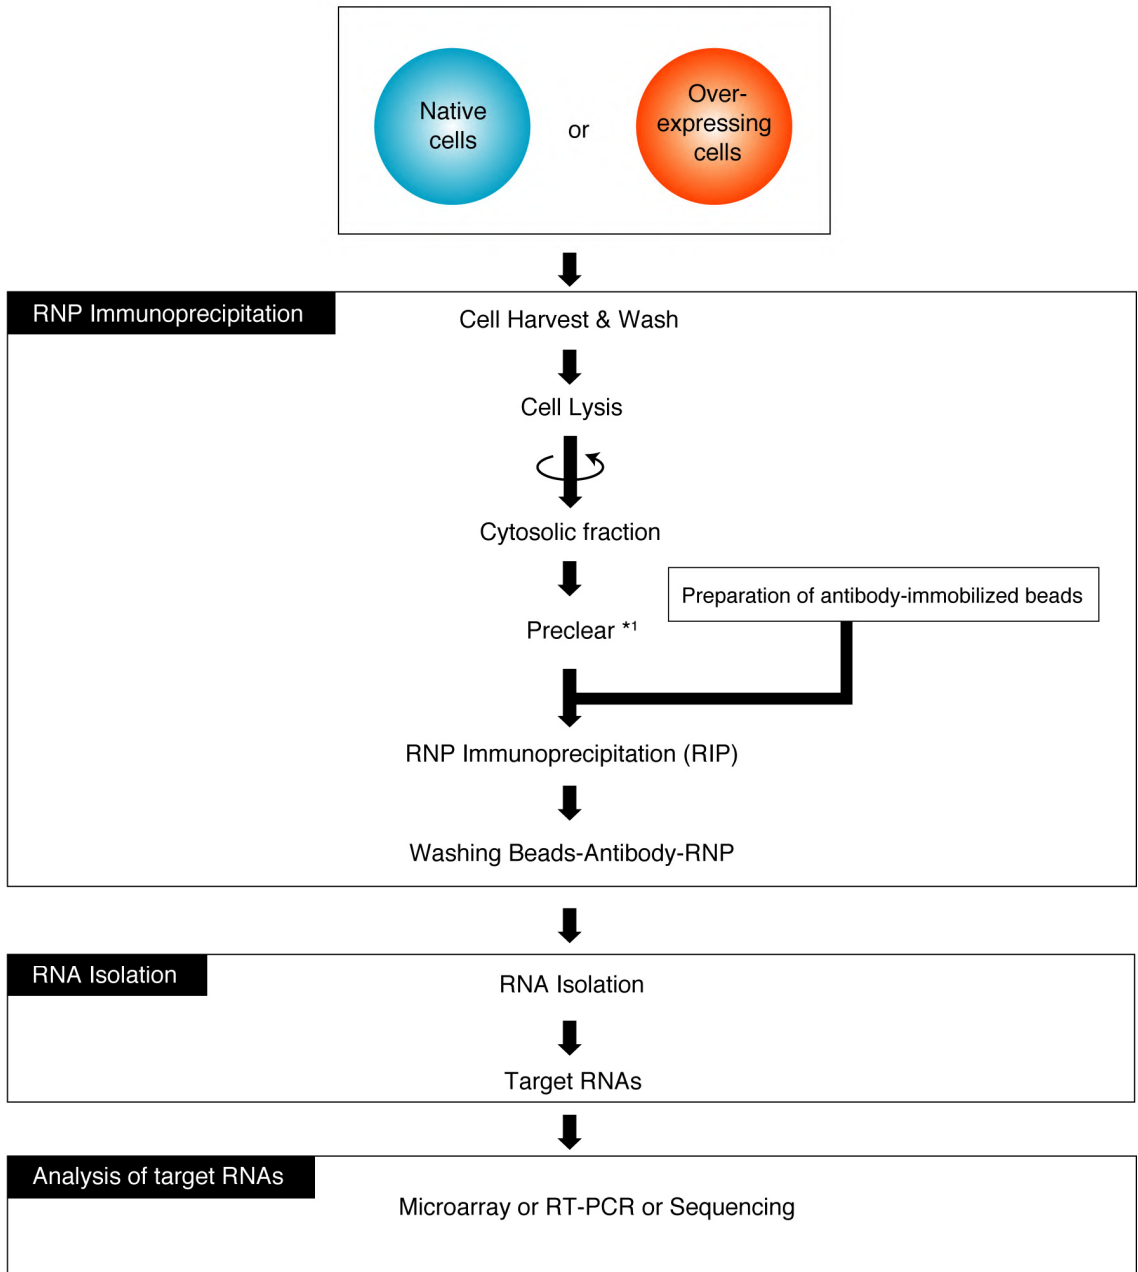 Native
cells
or
Over-
expressing
cells
RNP Immunoprecipitation
Cell Harvest & Wash
Cell Lysis
Cytosolic fraction
Preparation of antibody-immobilized beads
Preclear *1
RNP Immunoprecipitation (RIP)
Washing Beads-Antibody-RNP
RNA Isolation
RNA Isolation
Target RNAs
Analysis of target RNAs
Microarray or RT-PCR or Sequencing